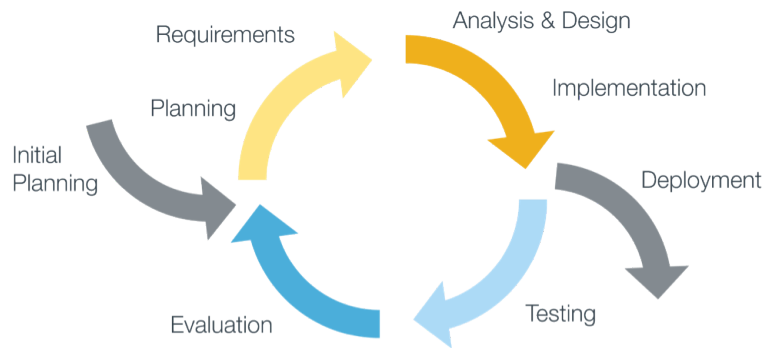 Analysis & Design
Requirements
Implementation
Planning
Initial
Planning
Deployment
Testing
Evaluation